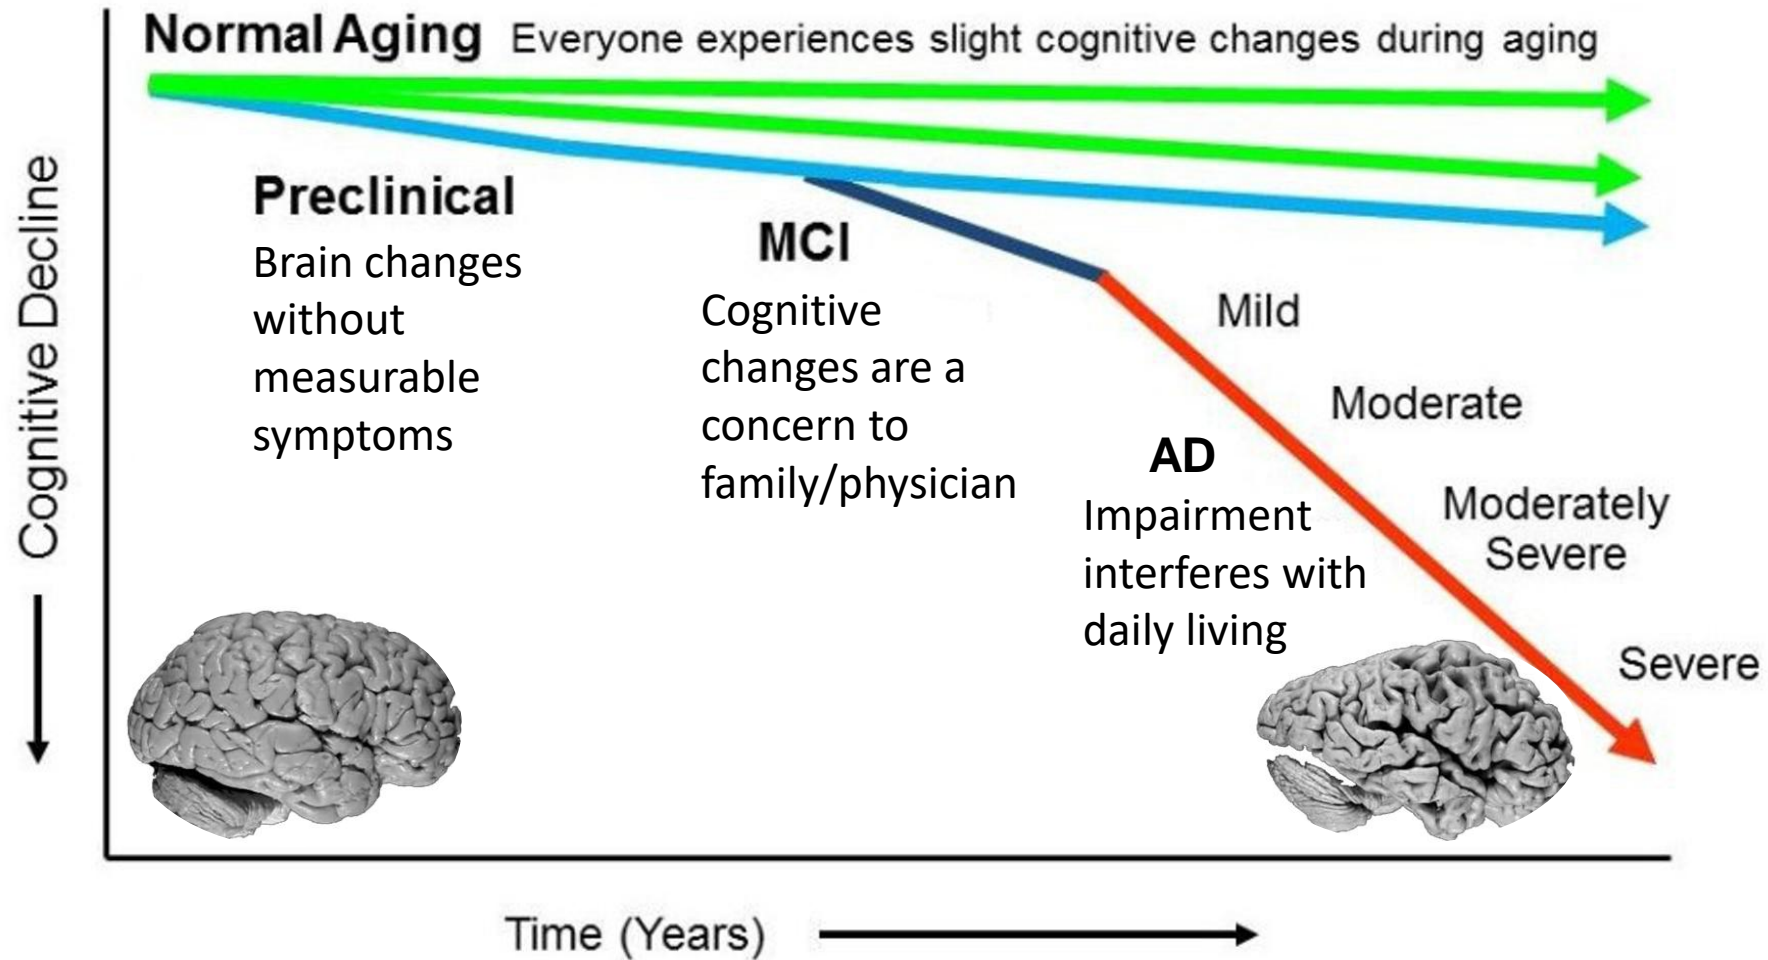 Normal Aging Everyone experiences slight cognitive changes during aging
Preclinical
Brain changes
without
measurable
symptoms
MCI
Cognitive
changes are a
concern to
family/physician
AD
Impairment
interferes with
daily living
Mild
Moderate
Moderately
Severe
Severe
Cognitive Decline
Time (Years)